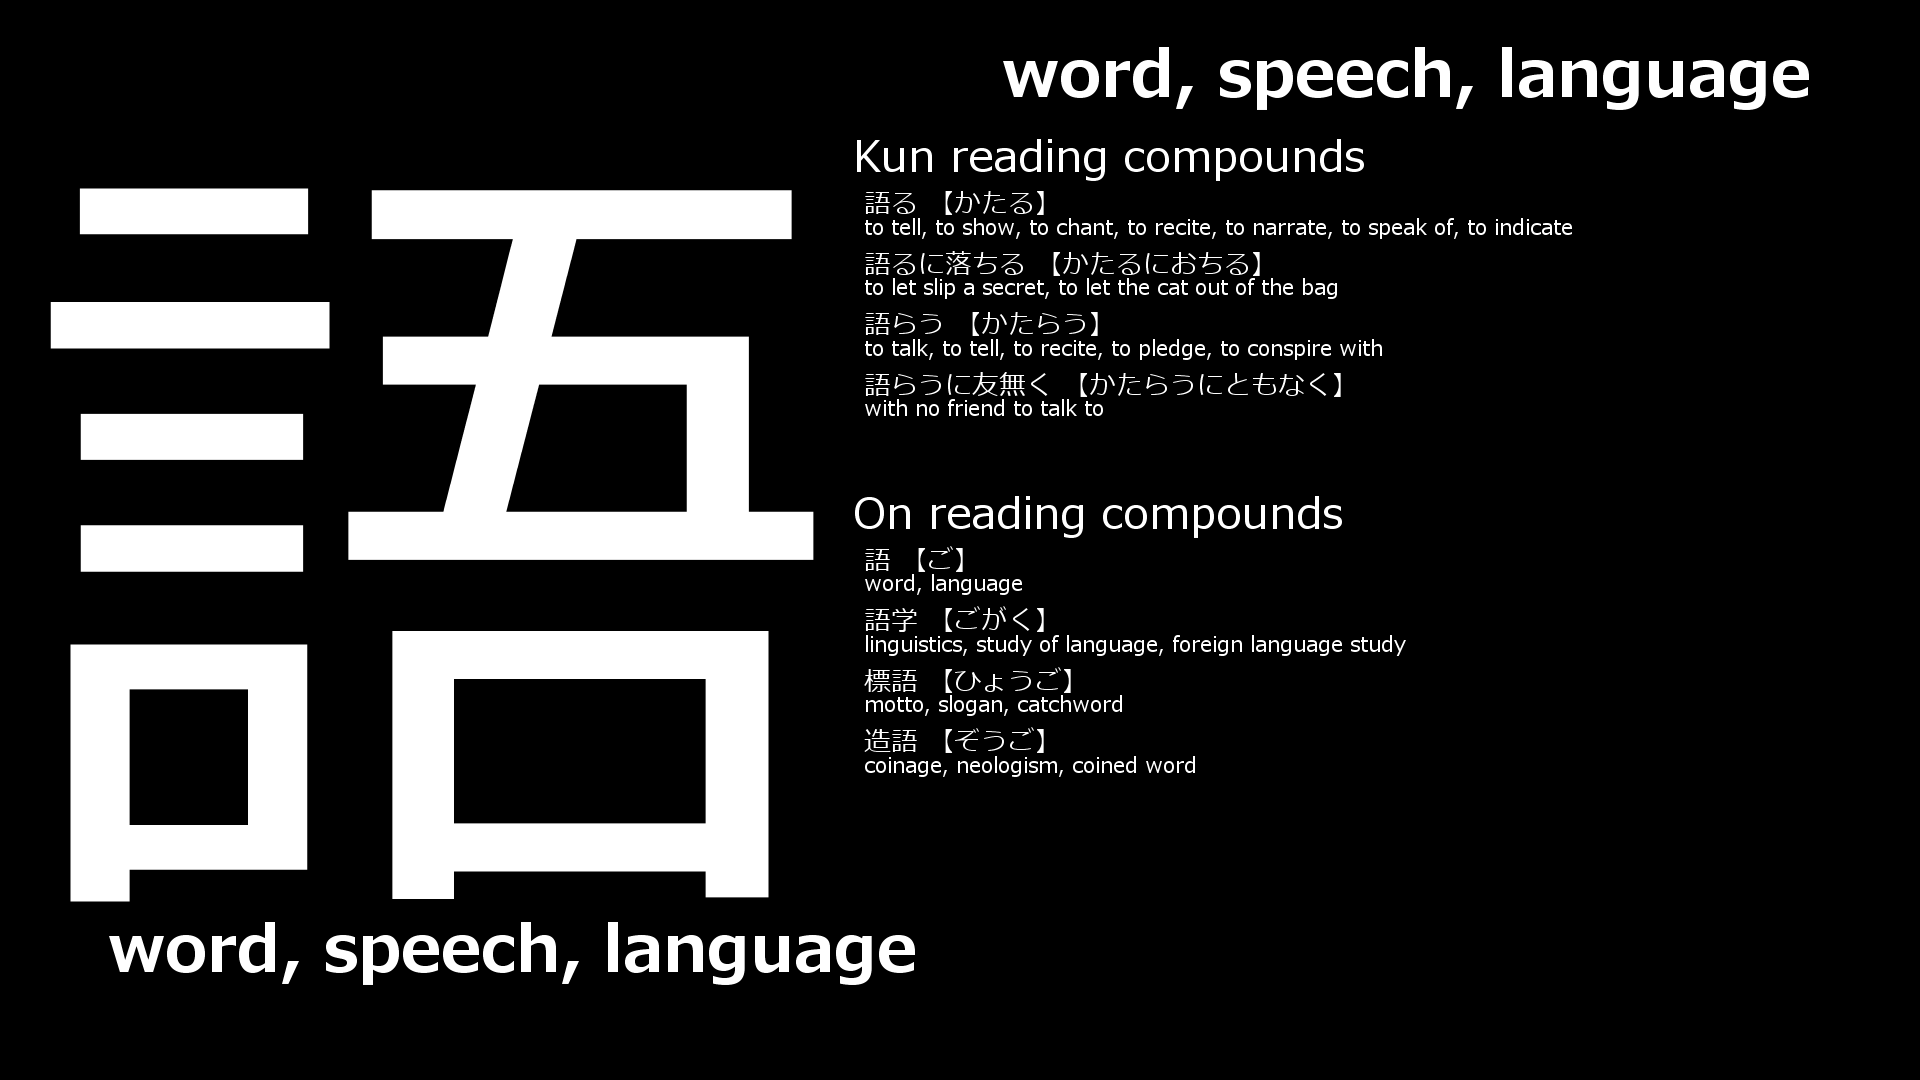 語
word, speech, language
word, speech, language
Kun reading compounds
語る 【かたる】
to tell, to show, to chant, to recite, to narrate, to speak of, to indicate
語るに落ちる 【かたるにおちる】
to let slip a secret, to let the cat out of the bag
語らう 【かたらう】
to talk, to tell, to recite, to pledge, to conspire with
語らうに友無く 【かたらうにともなく】
with no friend to talk to
On reading compounds
語 【ご】
word, language
語学 【ごがく】
linguistics, study of language, foreign language study
標語 【ひょうご】
motto, slogan, catchword
造語 【ぞうご】
coinage, neologism, coined word